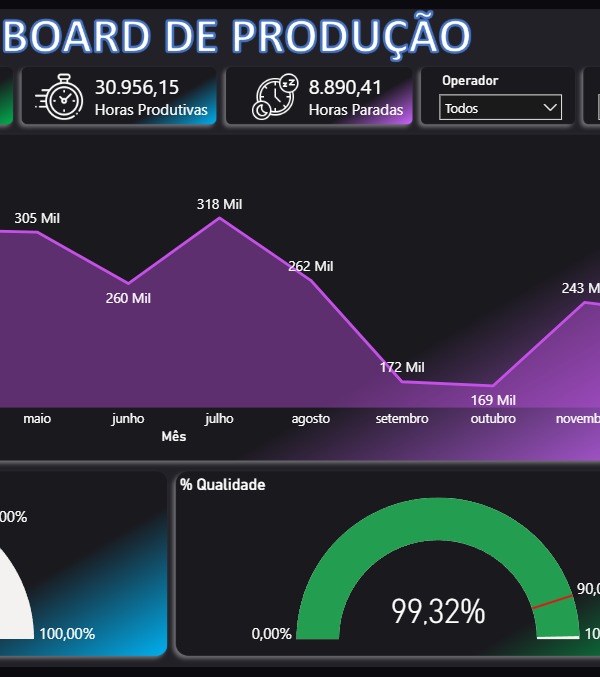 BOARD DE PRODUÇÃO
30.956,15
Horas Produtivas
8.890,41
Horas Paradas
Operador
Todos
318 Mil
305 Mil
262 Mil
260 Mil
243 M
172 Mil
169 Mil
maio junho julho agosto setembro outubro novemb
Mês
% Qualidade
00%
100,00%
99,32%
0,00%
90,0
10